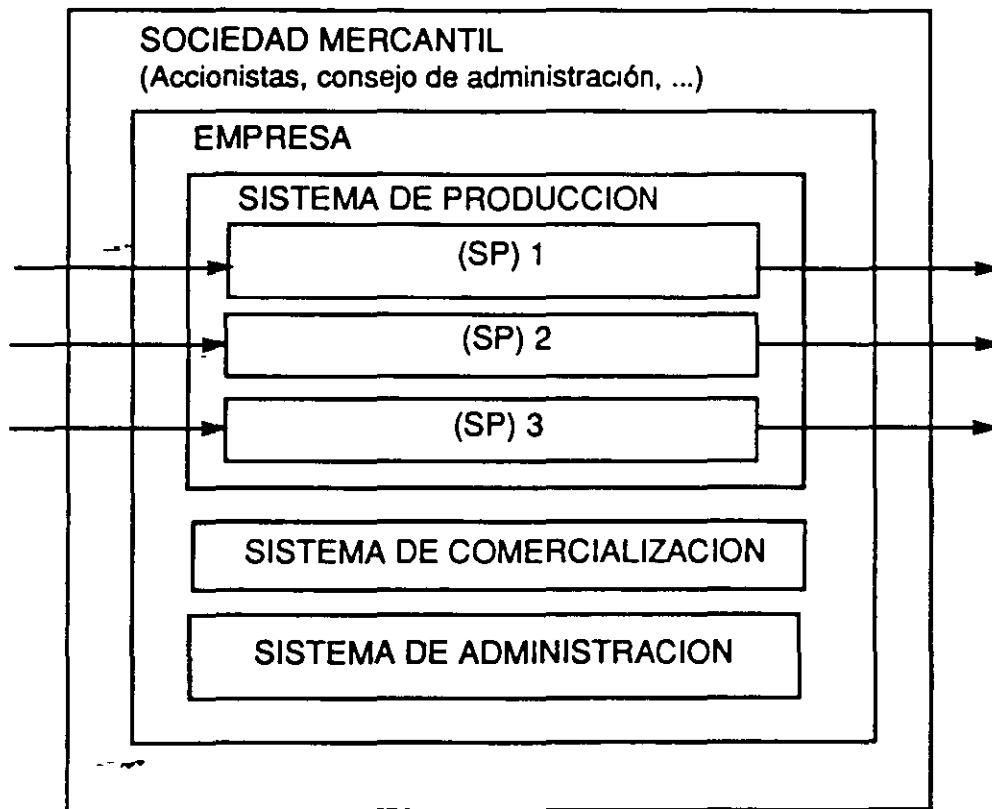 SOCIEDAD MERCANTIL
(Accionistas, consejo de administración, ...)
EMPRESA
SISTEMA DE PRODUCCION
(SP) 1
(SP) 2
(SP) 3
SISTEMA DE COMERCIALIZACION
SISTEMA DE ADMINISTRACION